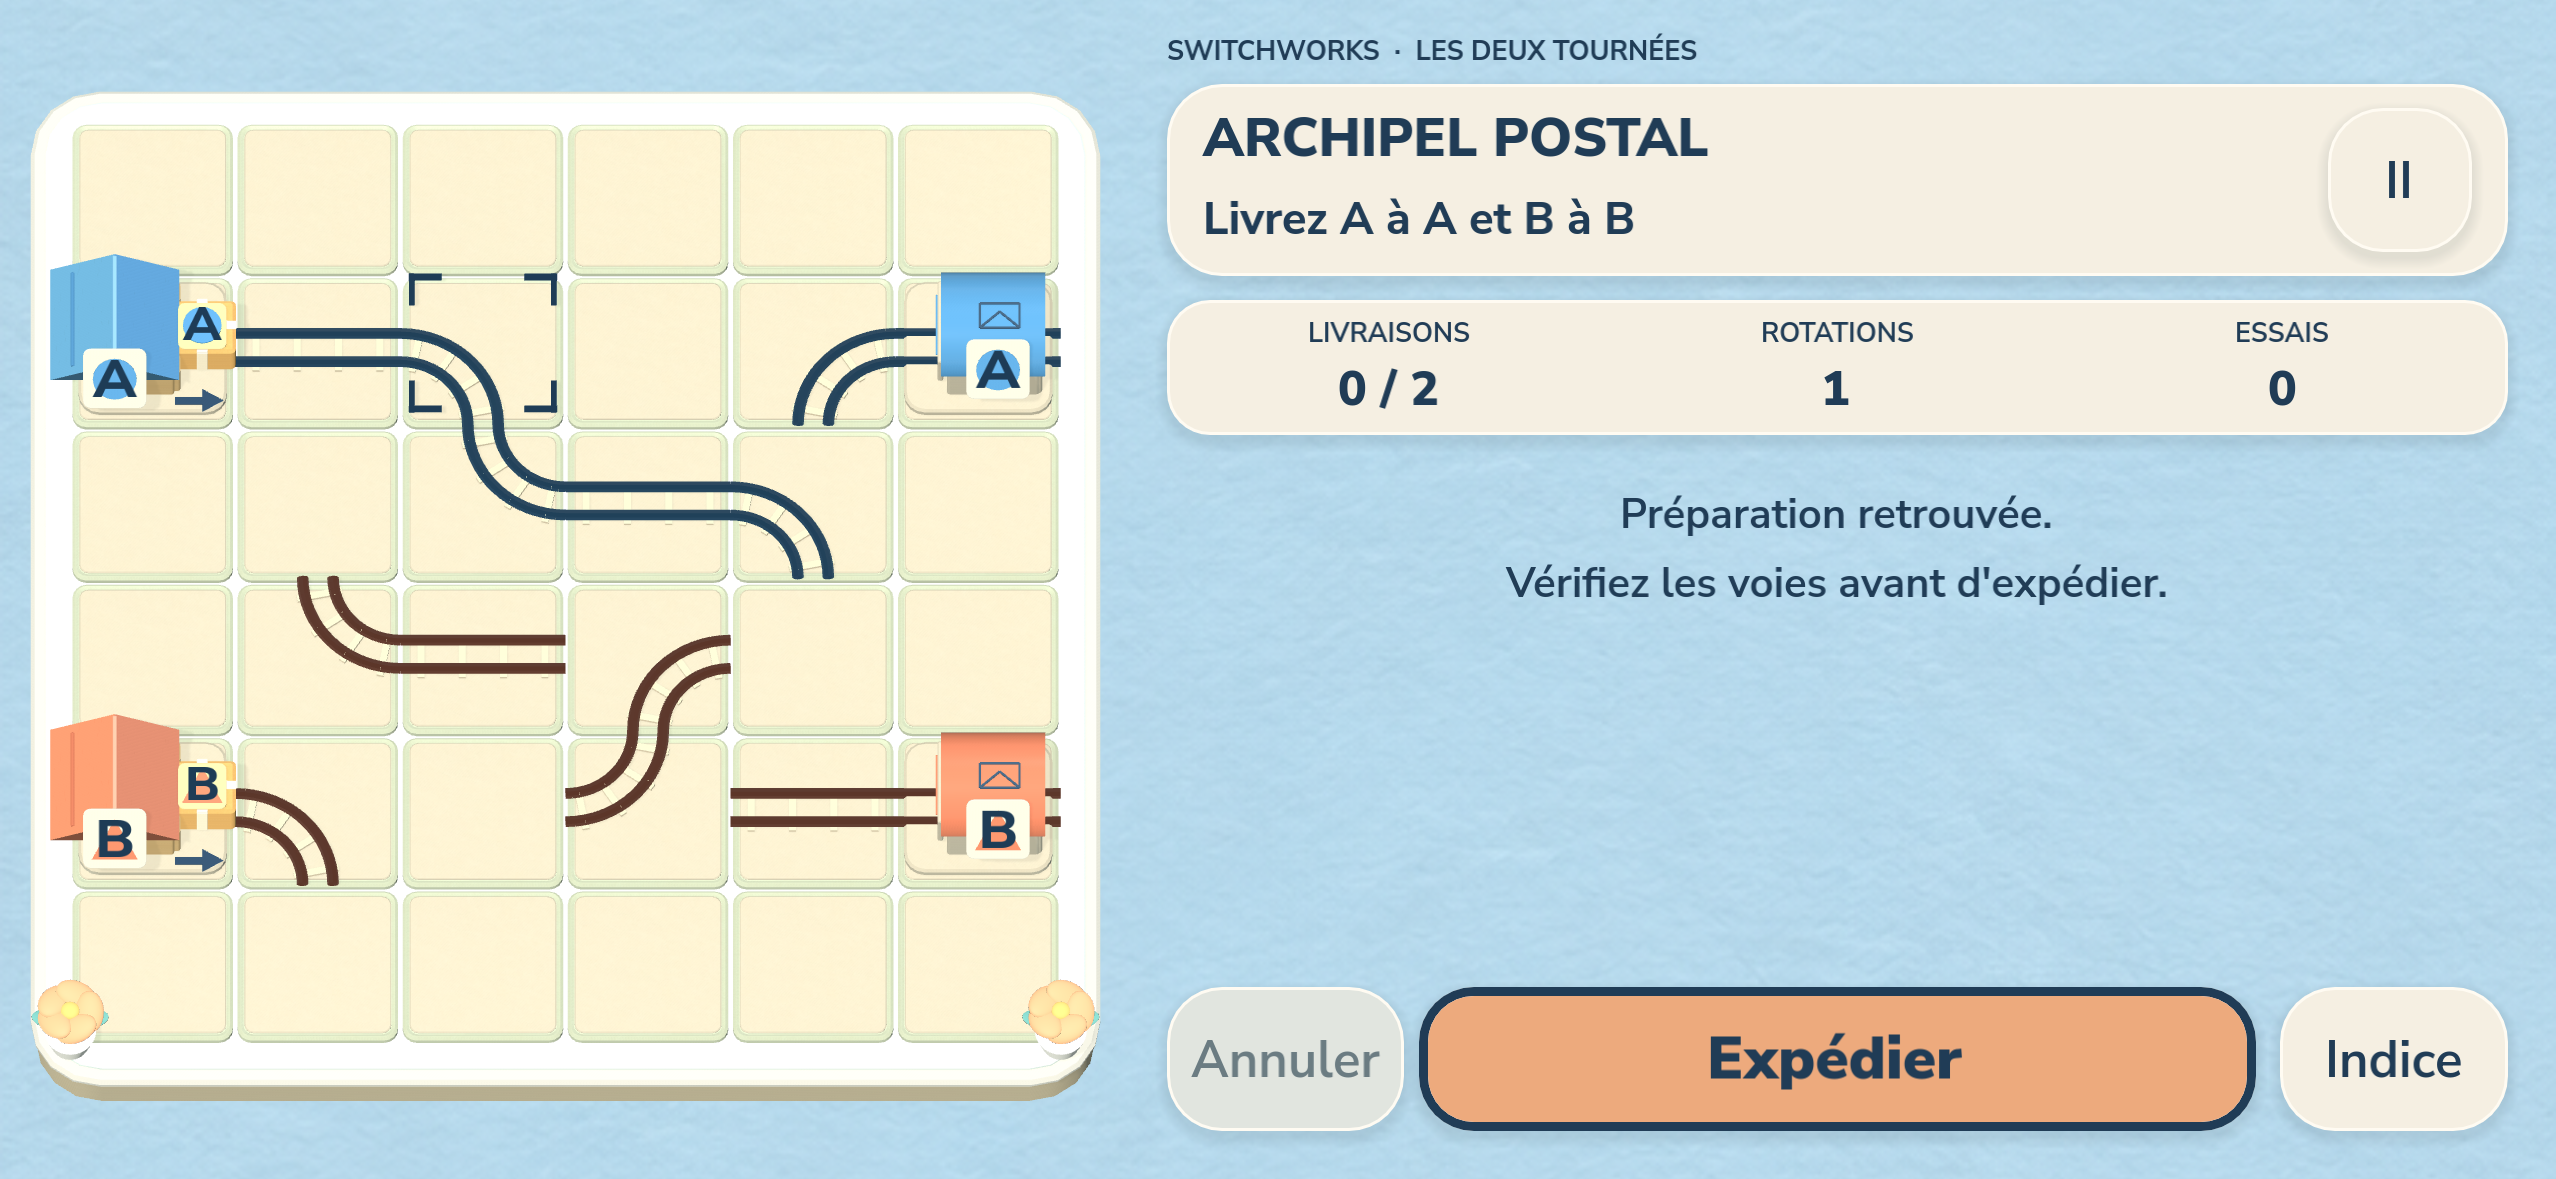 SWITCHWORKS · LES DEUX TOURNÉES
ARCHIPEL POSTAL
Livrez A à A et B à B
II
LIVRAISONS ROTATIONS ESSAIS
0 / 2 1 0
Préparation retrouvée.
Vérifiez les voies avant d'expédier.
A
A
A
B
B
B
Annuler Expédier Indice